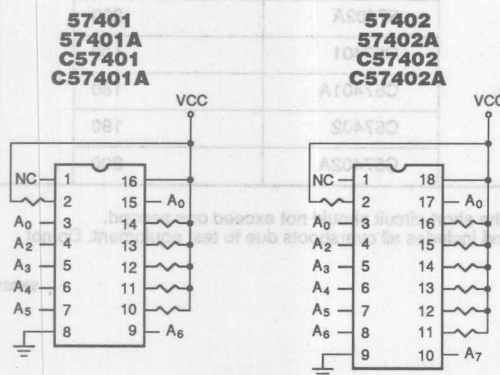 57401
57401A
C57401
C57401A
VCC
NC 1 16
2 15 A0
A0 3 14
A2 4 13
A3 5 12
A4 6 11
A5 7 10
8 9 A6
57402
57402A
C57402
C57402A
VCC
NC 1 18
2 17 A0
A0 3 16
A2 4 15
A3 5 14
A4 6 13
A5 7 12
A6 8 11
9 10 A7